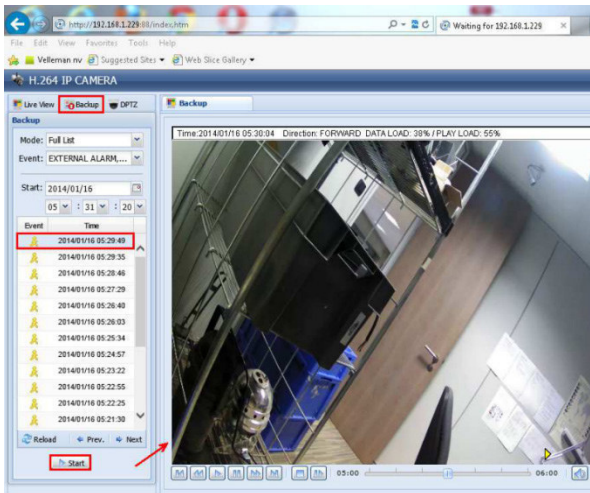 http://192.168.1.229:88/index.htm
Waiting for 192.168.1.229
File Edit View Favorites Tools Help
Velleman nv Suggested Sites Web Slice Gallery
H.264 IP CAMERA
Live View Backup DPTZ
Backup
Backup
Time:2014/01/16 05:30:04 Direction: FORWARD DATA LOAD: 38% / PLAY LOAD: 55%
Mode: Full List
Event: EXTERNAL ALARM,...
Start: 2014/01/16
05 : 31 : 20
Event Time
2014/01/16 05:29:49
2014/01/16 05:29:35
2014/01/16 05:28:46
2014/01/16 05:27:29
2014/01/16 05:26:40
2014/01/16 05:26:03
2014/01/16 05:25:34
2014/01/16 05:24:57
2014/01/16 05:23:22
2014/01/16 05:22:55
2014/01/16 05:22:25
2014/01/16 05:21:30
Reload Prev. Next
Start
05:00 06:00